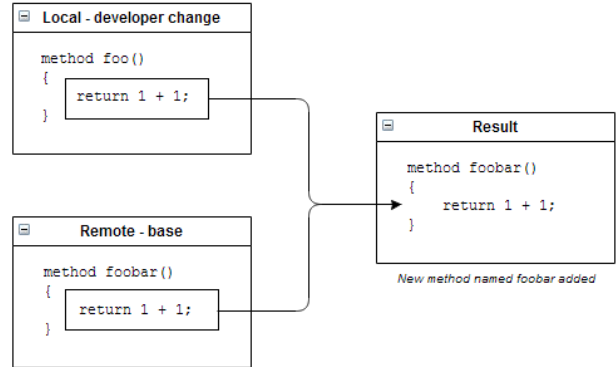 Local - developer change
method foo()
{
return 1 + 1;
}
Remote - base
method foobar()
{
return 1 + 1;
}
Result
method foobar()
{
return 1 + 1;
}
New method named foobar added